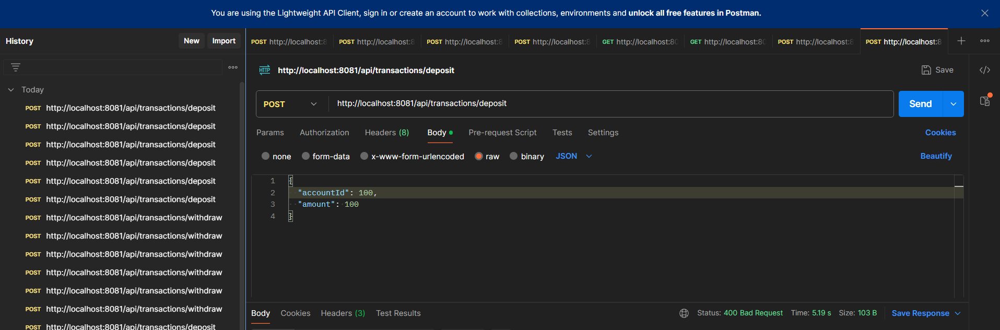 You are using the Lightweight API Client, sign in or create an account to work with collections, environments and unlock all free features in Postman.
History
New
Import
Today
POST http://localhost:8081/api/transactions/deposit
POST http://localhost:8081/api/transactions/deposit
POST http://localhost:8081/api/transactions/deposit
POST http://localhost:8081/api/transactions/deposit
POST http://localhost:8081/api/transactions/deposit
POST http://localhost:8081/api/transactions/deposit
POST http://localhost:8081/api/transactions/withdraw
POST http://localhost:8081/api/transactions/withdraw
POST http://localhost:8081/api/transactions/withdraw
POST http://localhost:8081/api/transactions/withdraw
POST http://localhost:8081/api/transactions/withdraw
POST http://localhost:8081/api/transactions/withdraw
POST http://localhost:8081/api/transactions/deposit
POST http://localhost:8 POST http://localhost:8 POST http://localhost:8 POST http://localhost:8 GET http://localhost:80 GET http://localhost:80 POST http://localhost:8 POST http://localhost:8
HTTP http://localhost:8081/api/transactions/deposit
Save
POST http://localhost:8081/api/transactions/deposit
Send
Params Authorization Headers (8) Body Pre-request Script Tests Settings
Cookies
none form-data x-www-form-urlencoded raw binary JSON
Beautify
1 {
2 "accountId": 100,
3 "amount": 100
4 }
Body Cookies Headers (3) Test Results
Status: 400 Bad Request Time: 5.19 s Size: 103 B
Save Response